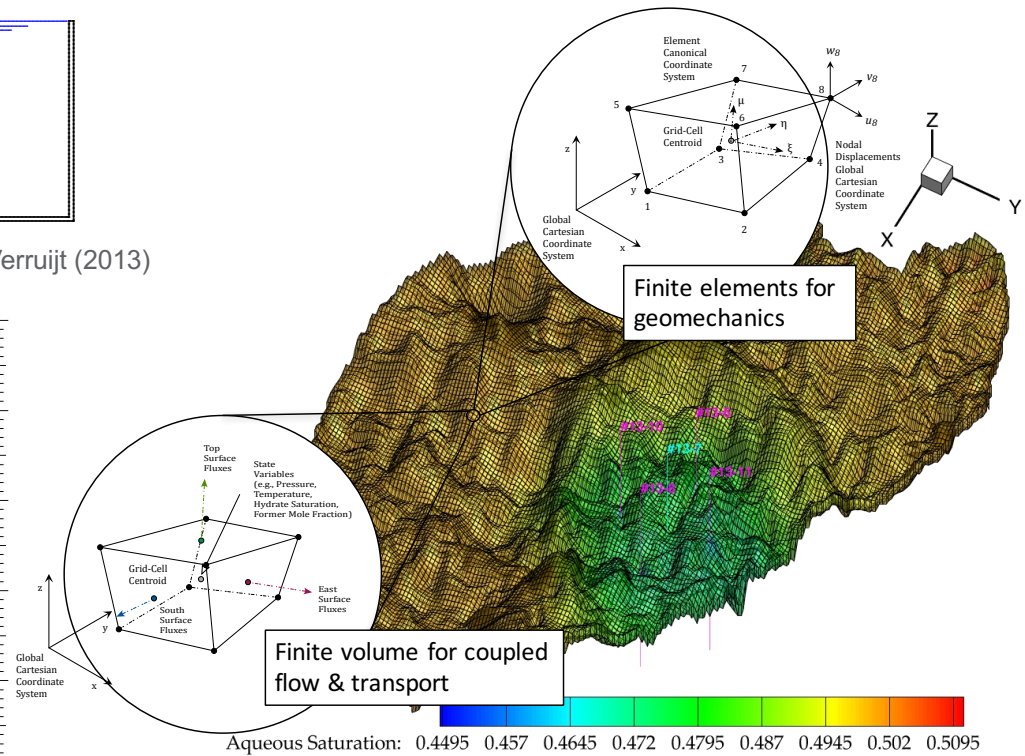 Verruijt (2013)
Element
Canonical
Coordinate
System
7
w8
v8
8
u8
5
μ
6
η
Grid-Cell
Centroid
ξ
3
4
z
y
1
2
x
Global
Cartesian
Coordinate
System
Nodal
Displacements
Global
Cartesian
Coordinate
System
Z
Y
X
Finite elements for
geomechanics
#13-6
#13-10
#13-7
#13-11
#13-9
Top
Surface
Fluxes
State
Variables
(e.g., Pressure,
Temperature,
Hydrate Saturation,
Former Mole Fraction)
Grid-Cell
Centroid
z
East
Surface
Fluxes
South
Surface
Fluxes
y
Global
Cartesian
Coordinate
System
x
Finite volume for coupled
flow & transport
Aqueous Saturation: 0.4495 0.457 0.4645 0.472 0.4795 0.487 0.4945 0.502 0.5095